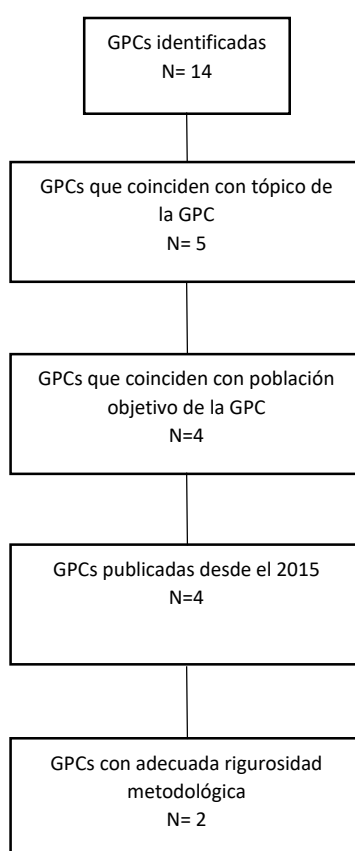 GPCs identificadas
N= 14
GPCs que coinciden con tópico de
la GPC
N= 5
GPCs que coinciden con población
objetivo de la GPC
N=4
GPCs publicadas desde el 2015
N=4
GPCs con adecuada rigurosidad
metodológica
N= 2